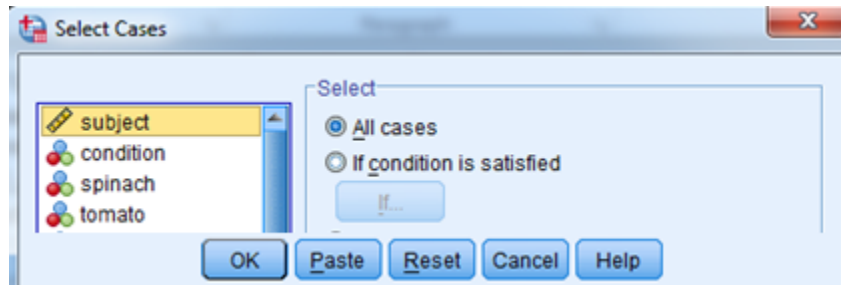 Select Cases
Select
subject
All cases
condition
If condition is satisfied
spinach
If...
tomato
OK Paste Reset Cancel Help